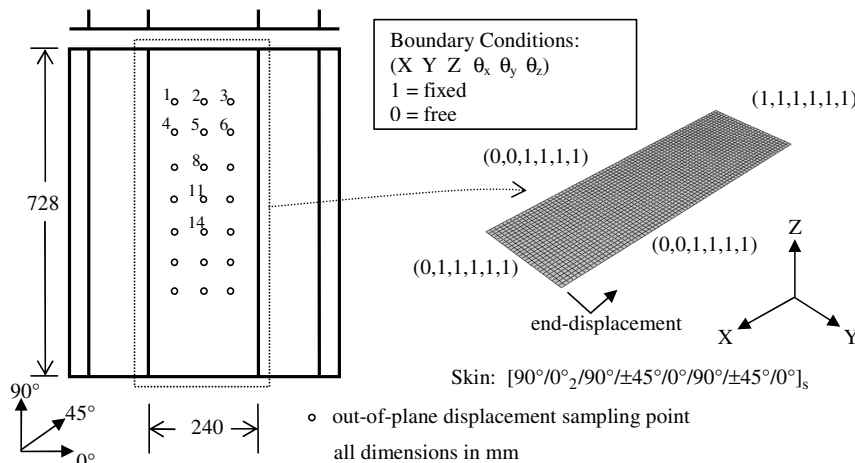 Boundary Conditions:
(X Y Z θx θy θz)
1 = fixed
0 = free
1 2 3
4 5 6
8
11
14
728
240
(1,1,1,1,1,1)
(0,0,1,1,1,1)
(0,0,1,1,1,1)
(0,1,1,1,1,1)
end-displacement
Z
X
Y
Skin: [90°/0°₂/90°/±45°/0°/90°/±45°/0°]ₛ
90°
45°
0°
out-of-plane displacement sampling point
all dimensions in mm